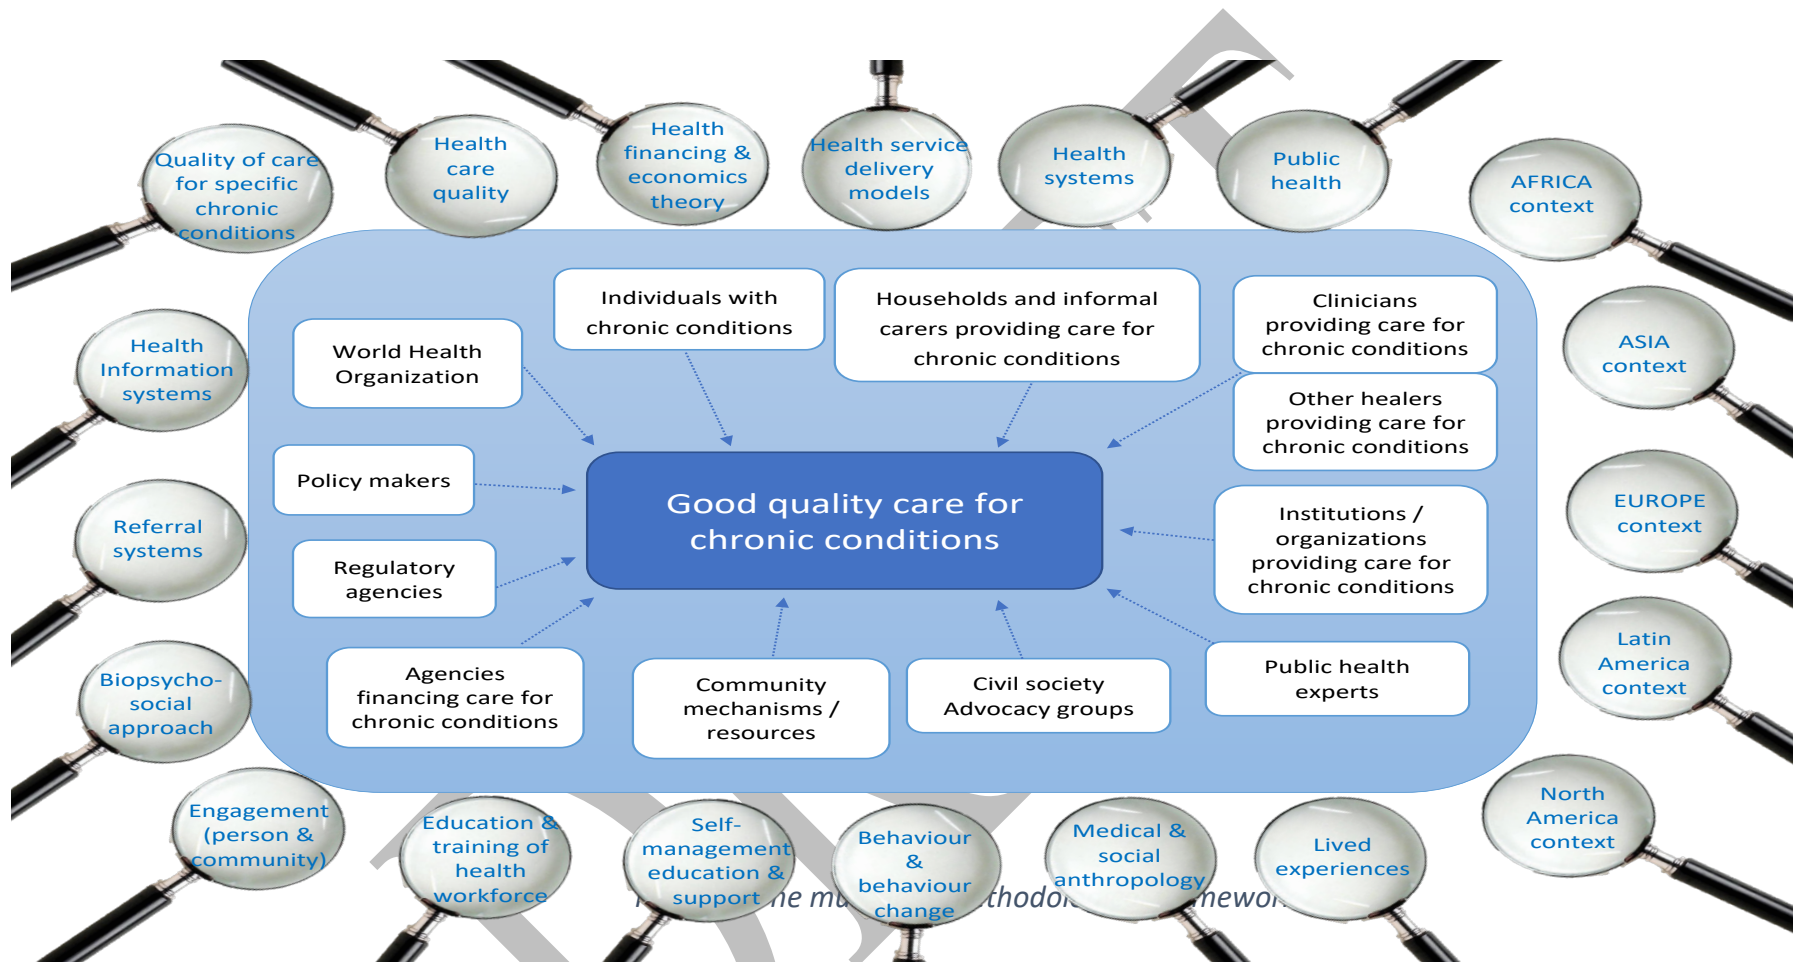 Quality of care
for specific
chronic
conditions
Health
care
quality
Health
financing &
economics
theory
Health service
delivery
models
Health
systems
Public
health
AFRICA
context
ASIA
context
EUROPE
context
Latin
America
context
North
America
context
Health
Information
systems
Referral
systems
Biopsycho-
social
approach
Engagement
(person &
community)
Education &
training of
health
workforce
Self-
management
education &
support
Behaviour
&
behaviour
change
Medical &
social
anthropology
Lived
experiences
World Health
Organization
Individuals with
chronic conditions
Households and informal
carers providing care for
chronic conditions
Clinicians
providing care for
chronic conditions
Other healers
providing care for
chronic conditions
Policy makers
Good quality care for
chronic conditions
Institutions /
organizations
providing care for
chronic conditions
Regulatory
agencies
Agencies
financing care for
chronic conditions
Community
mechanisms /
resources
Civil society
Advocacy groups
Public health
experts